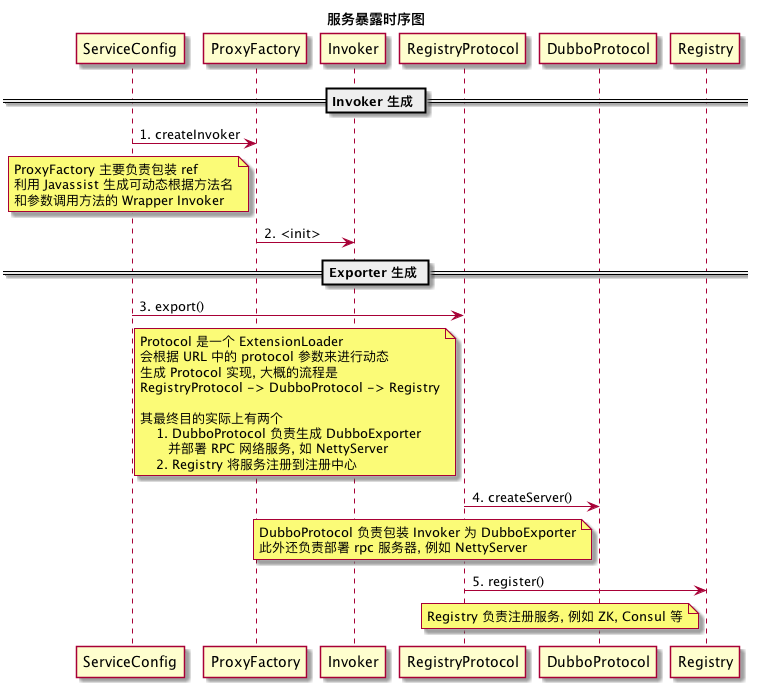 服务暴露时序图
ServiceConfig ProxyFactory Invoker RegistryProtocol DubboProtocol Registry
Invoker 生成
1. createInvoker
ProxyFactory 主要负责包装 ref
利用 Javassist 生成可动态根据方法名
和参数调用方法的 Wrapper Invoker
2. <init>
Exporter 生成
3. export()
Protocol 是一个 ExtensionLoader
会根据 URL 中的 protocol 参数来进行动态
生成 Protocol 实现, 大概的流程是
RegistryProtocol -> DubboProtocol -> Registry
其最终目的实际上有两个
1. DubboProtocol 负责生成 DubboExporter
并部署 RPC 网络服务, 如 NettyServer
2. Registry 将服务注册到注册中心
4. createServer()
DubboProtocol 负责包装 Invoker 为 DubboExporter
此外还负责部署 rpc 服务器, 例如 NettyServer
5. register()
Registry 负责注册服务, 例如 ZK, Consul 等
ServiceConfig ProxyFactory Invoker RegistryProtocol DubboProtocol Registry